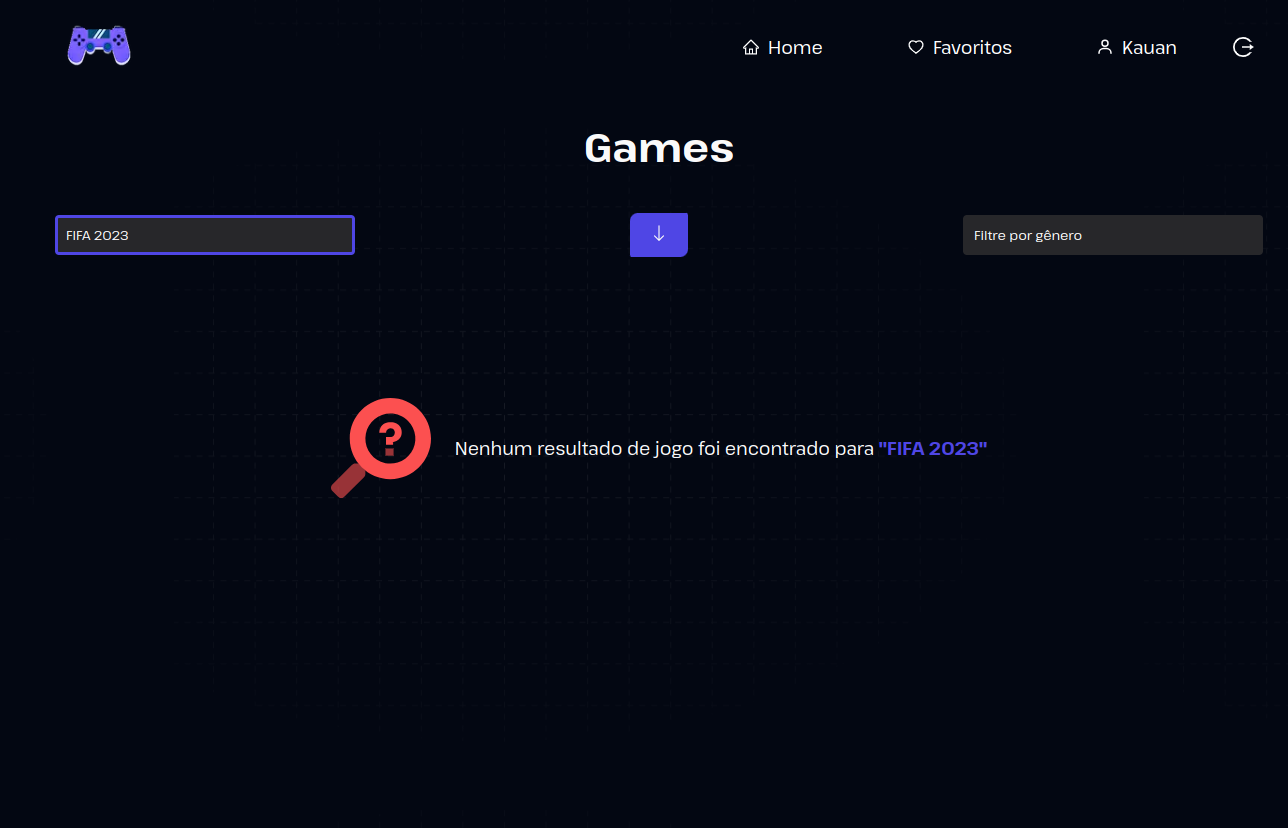 Home
Favoritos
Kauan
Games
FIFA 2023
Filtre por gênero
?
Nenhum resultado de jogo foi encontrado para "FIFA 2023"